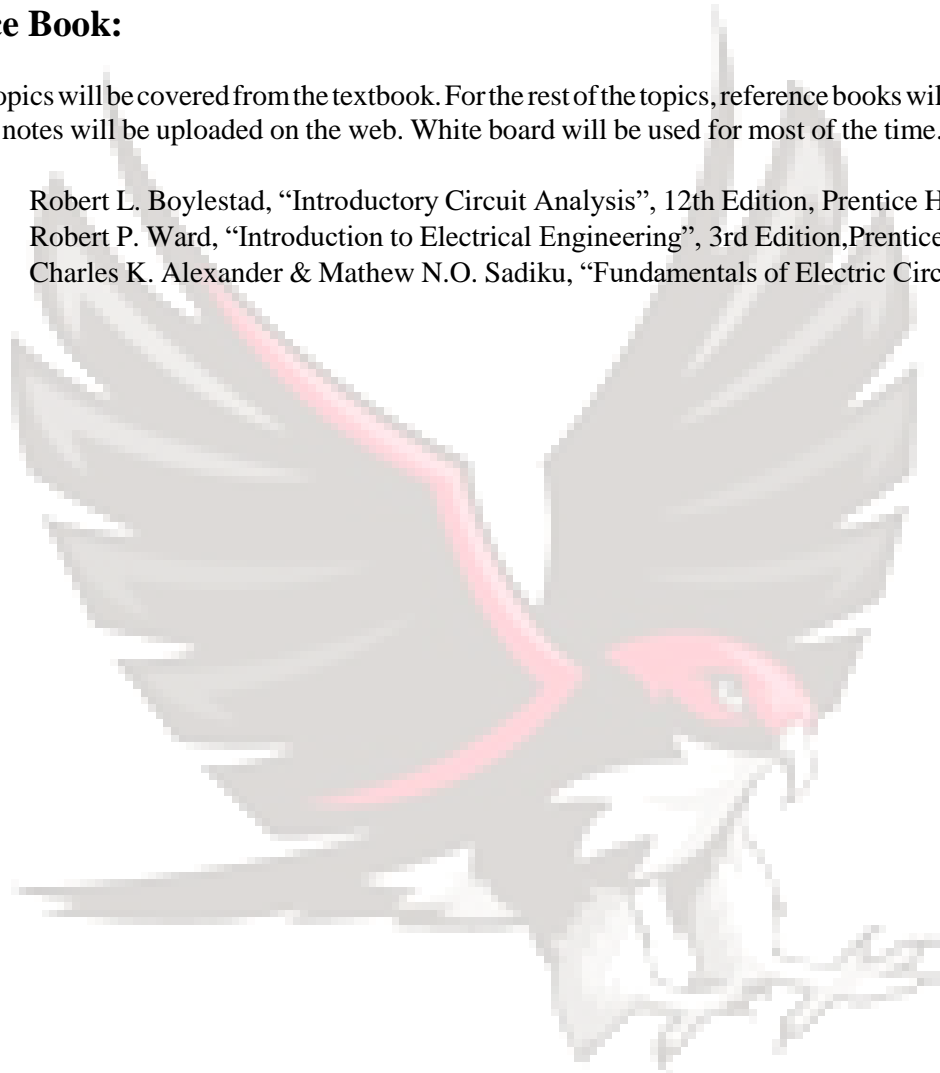 ce Book:
opics will be covered from the textbook. For the rest of the topics, reference books wil
notes will be uploaded on the web. White board will be used for most of the time.
Robert L. Boylestad, “Introductory Circuit Analysis”, 12th Edition, Prentice H
Robert P. Ward, “Introduction to Electrical Engineering”, 3rd Edition,Prentice
Charles K. Alexander & Mathew N.O. Sadiku, “Fundamentals of Electric Circ